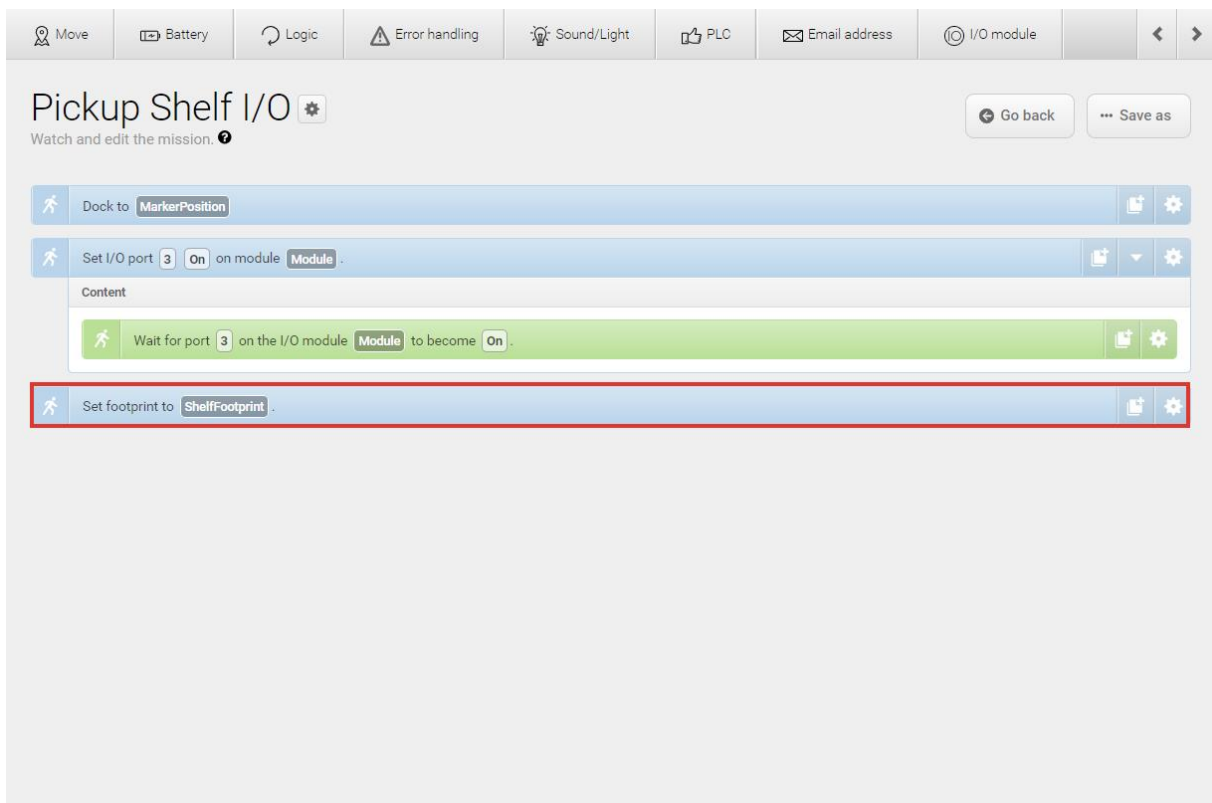 Move Battery Logic Error handling Sound/Light PLC Email address I/O module
Pickup Shelf I/O
Go back ••• Save as
Watch and edit the mission. ?
Dock to MarkerPosition
Set I/O port 3 On on module Module .
Content
Wait for port 3 on the I/O module Module to become On .
Set footprint to ShelfFootprint .